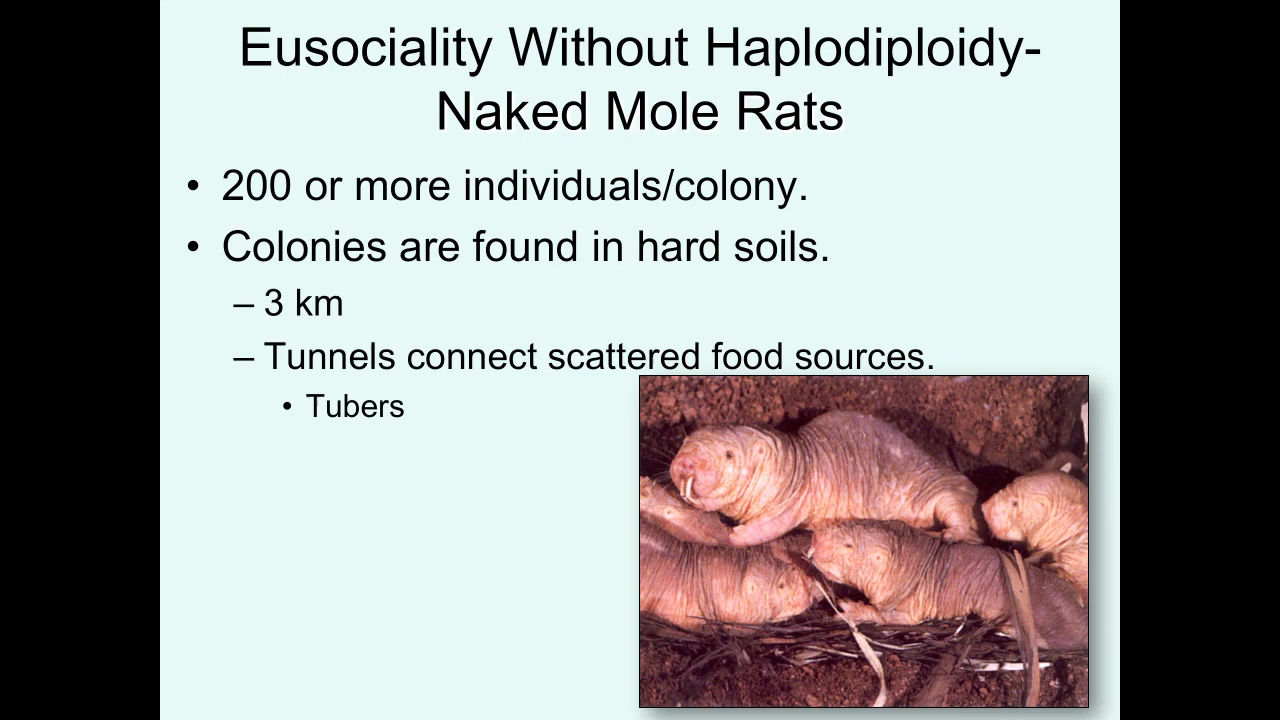 Eusociality Without Haplodiploidy-
Naked Mole Rats
• 200 or more individuals/colony.
• Colonies are found in hard soils.
– 3 km
– Tunnels connect scattered food sources.
• Tubers